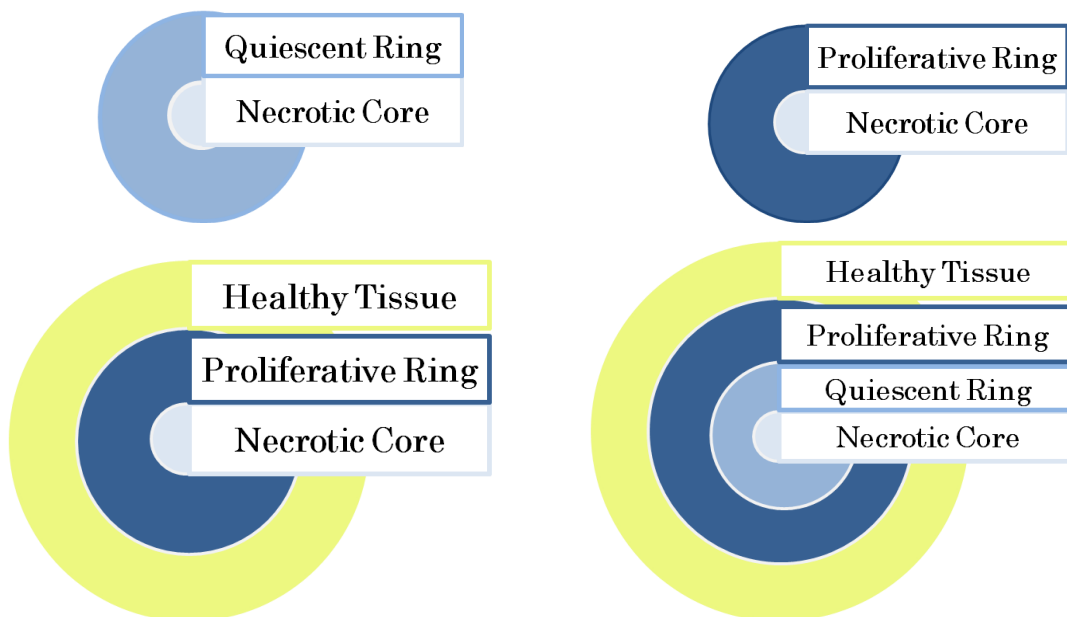 Quiescent Ring
Necrotic Core
Proliferative Ring
Necrotic Core
Healthy Tissue
Proliferative Ring
Necrotic Core
Healthy Tissue
Proliferative Ring
Quiescent Ring
Necrotic Core